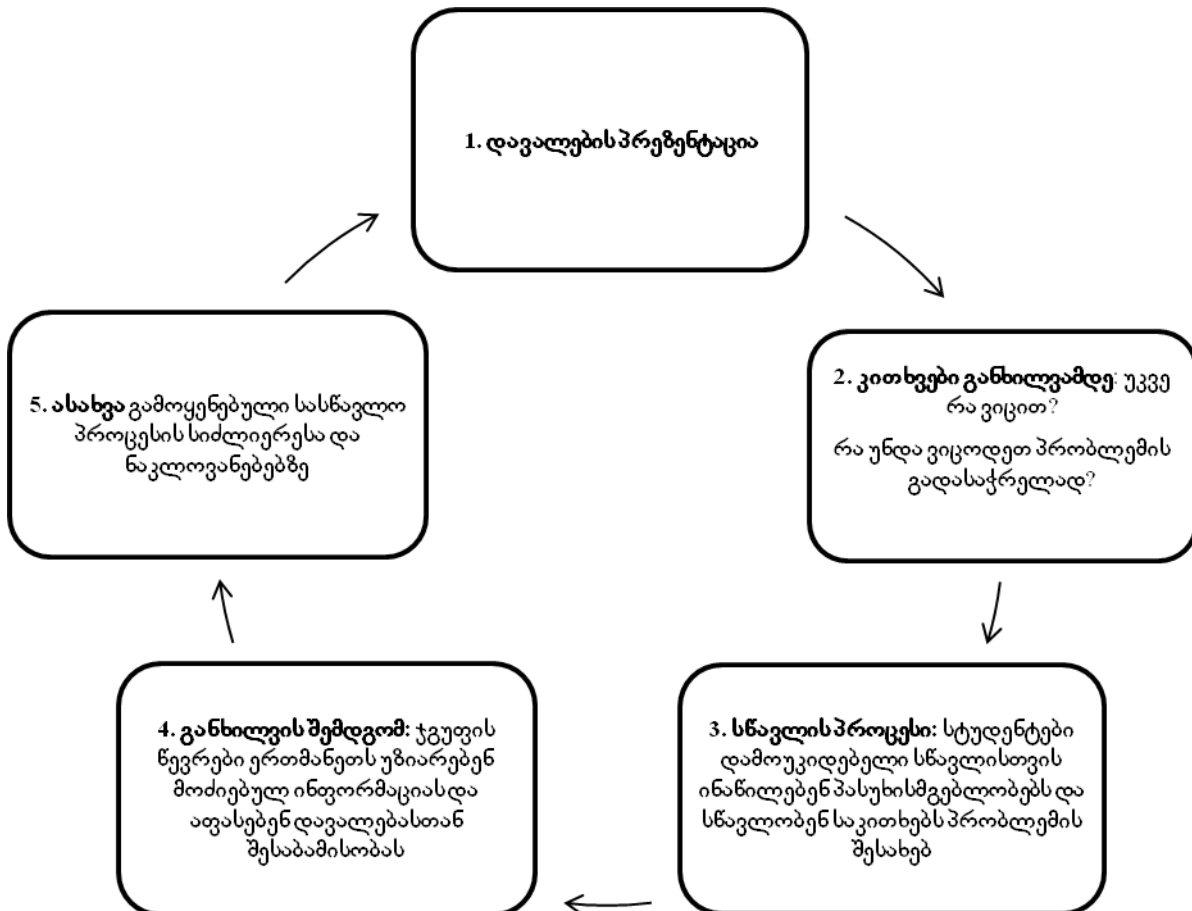 1. დავალების პრეზენტაცია
2. კითხვები განხილვამდე: უკვე
რა ვიცით?
რა უნდა ვიცოდეთ პრობლემის
გადასაჭრელად?
3. სწავლის პროცესი: სტუდენტები
დამოუკიდებელი სწავლისთვის
ინაწილებენ პასუხისმგებლობებს და
სწავლობენ საკითხებს პრობლემის
შესახებ
4. განხილვის შემდგომ: ჯგუფის
წევრები ერთმანეთს უზიარებენ
მოძიებულ ინფორმაციას და
აფასებენ დავალებასთან
შესაბამისობას
5. ასახვა გამოყენებული სასწავლო
პროცესის სიძლიერესა და
ნაკლოვანებებზე